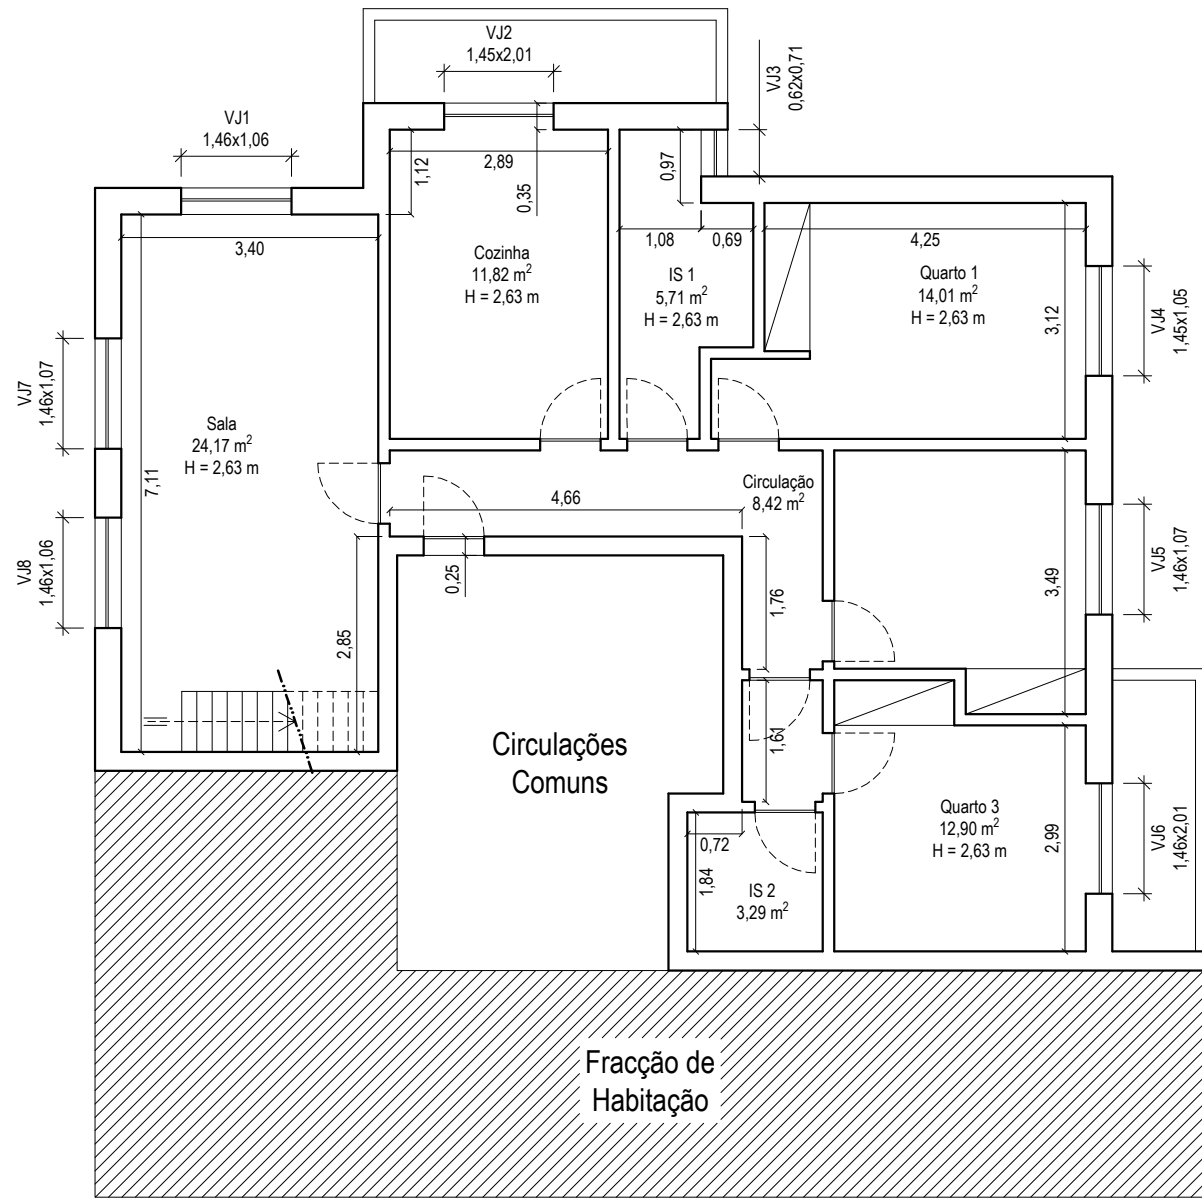 VJ2
1,45x2,01
VJ3
0,62x0,71
VJ1
1,46x1,06
1,12
2,89
0,35
0,97
3,40
Cozinha
11,82 m²
H = 2,63 m
1,08
0,69
IS 1
5,71 m²
H = 2,63 m
4,25
Quarto 1
14,01 m²
H = 2,63 m
3,12
VJ4
1,45x1,05
VJ7
1,46x1,07
Sala
24,17 m²
H = 2,63 m
7,11
4,66
Circulação
8,42 m²
VJ8
1,46x1,06
0,25
1,76
3,49
VJ5
1,46x1,07
2,85
Circulações
Comuns
1,61
0,72
1,84
IS 2
3,29 m²
Quarto 3
12,90 m²
H = 2,63 m
2,99
VJ6
1,46x2,01
Fracção de
Habitação